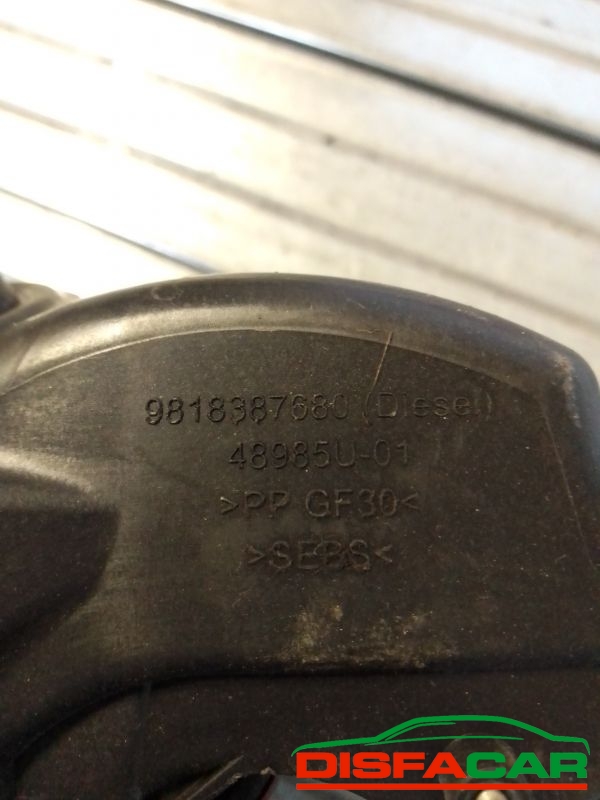 9818387680 (Diesel)
48985U-01
>PP GF30<
>SEBS<
DISFACAR